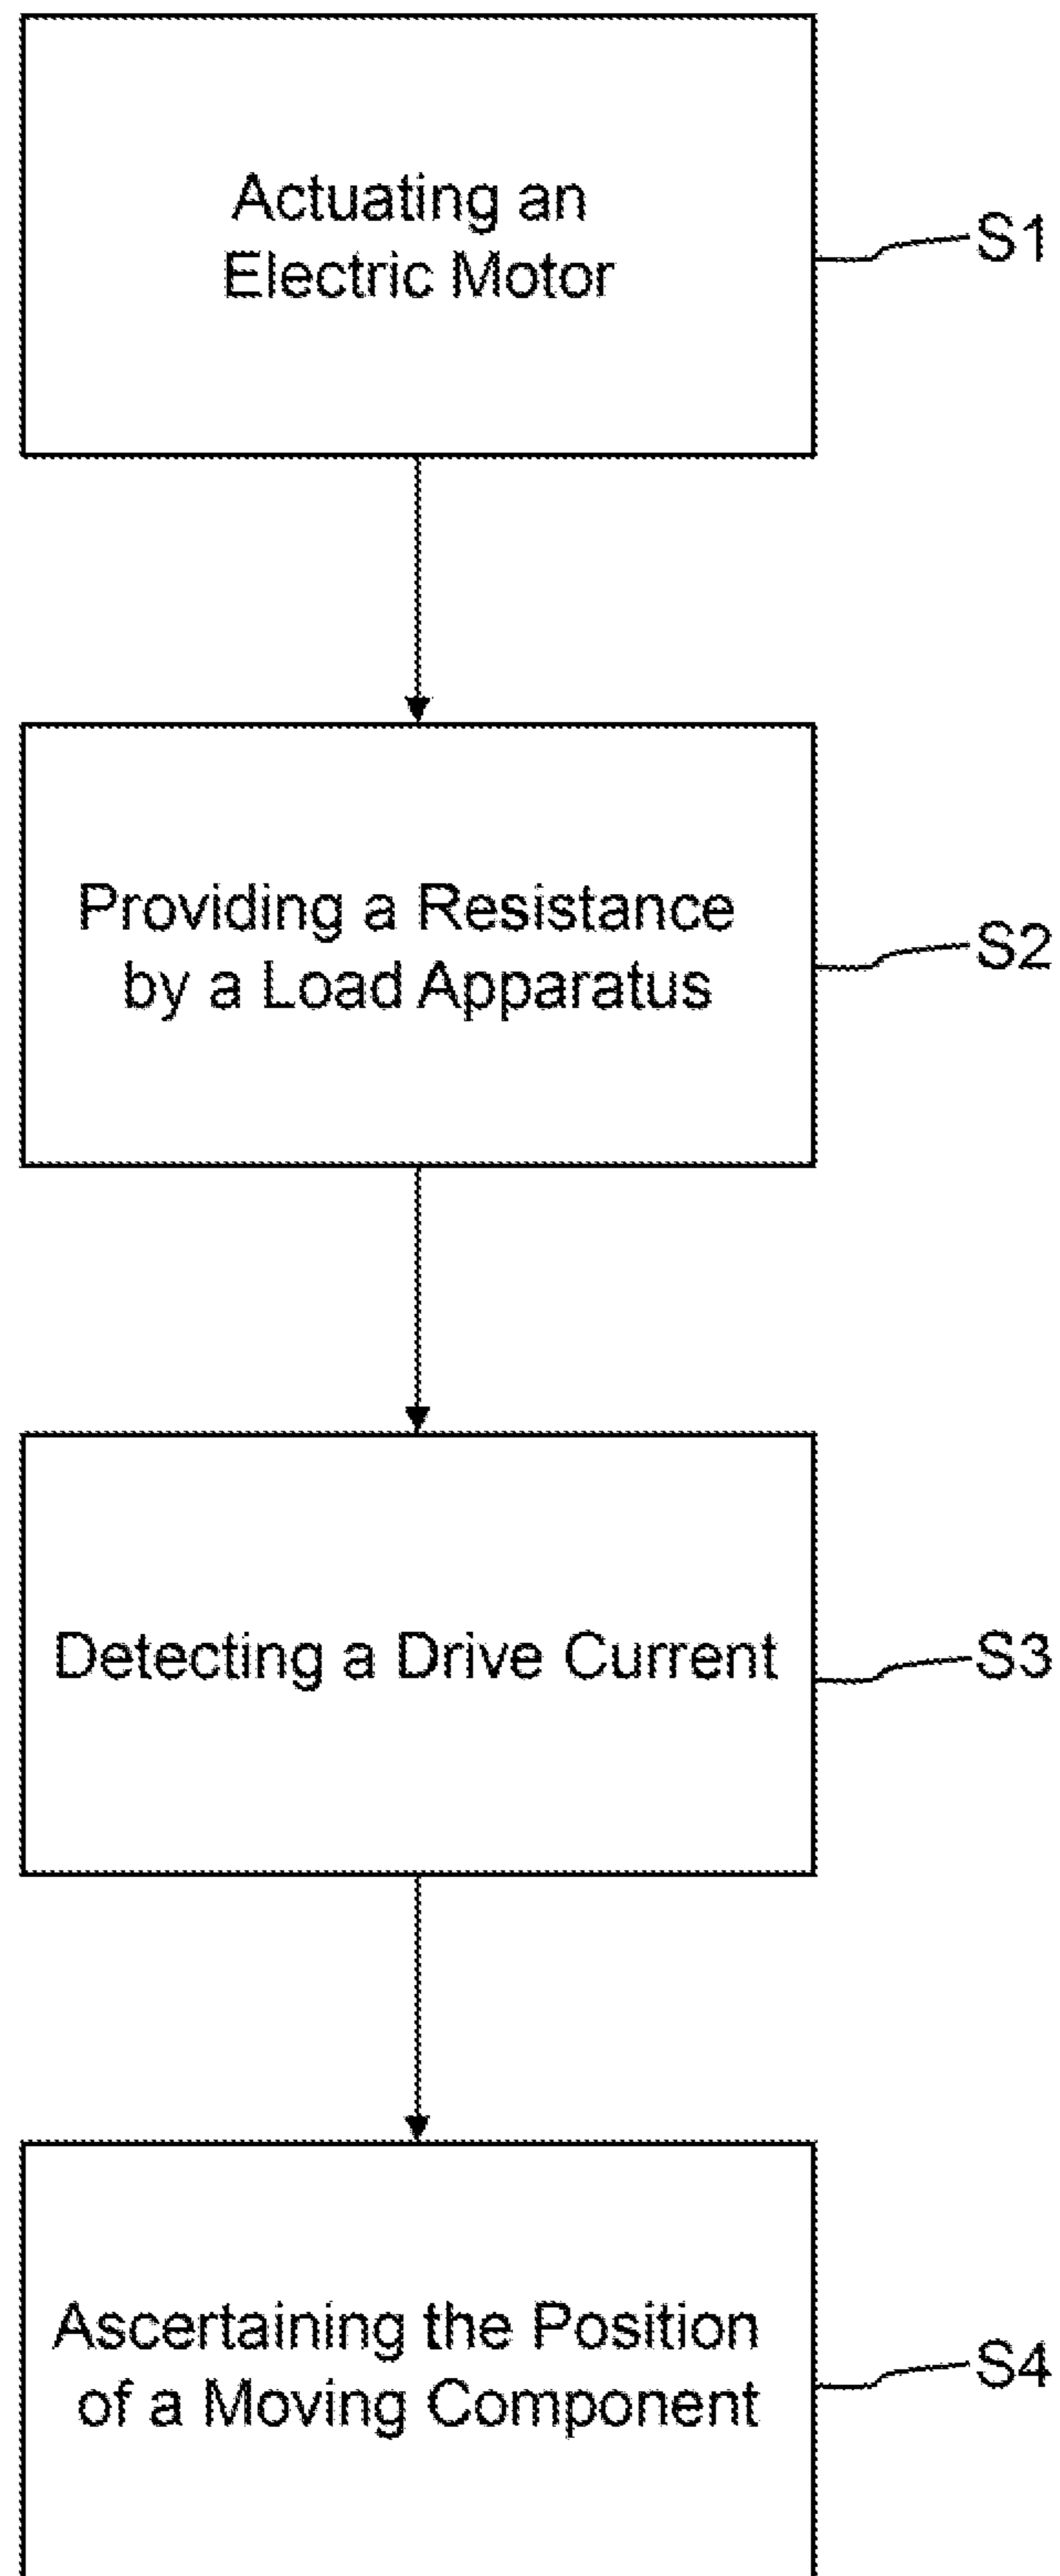 Actuating an
Electric Motor
S1
Providing a Resistance
by a Load Apparatus
S2
Detecting a Drive Current
S3
Ascertaining the Position
of a Moving Component
S4